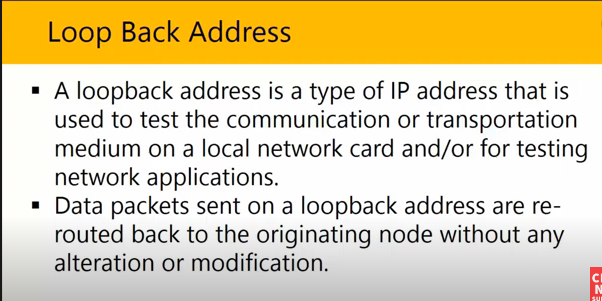 Loop Back Address
▪ A loopback address is a type of IP address that is
used to test the communication or transportation
medium on a local network card and/or for testing
network applications.
▪ Data packets sent on a loopback address are re-
routed back to the originating node without any
alteration or modification.